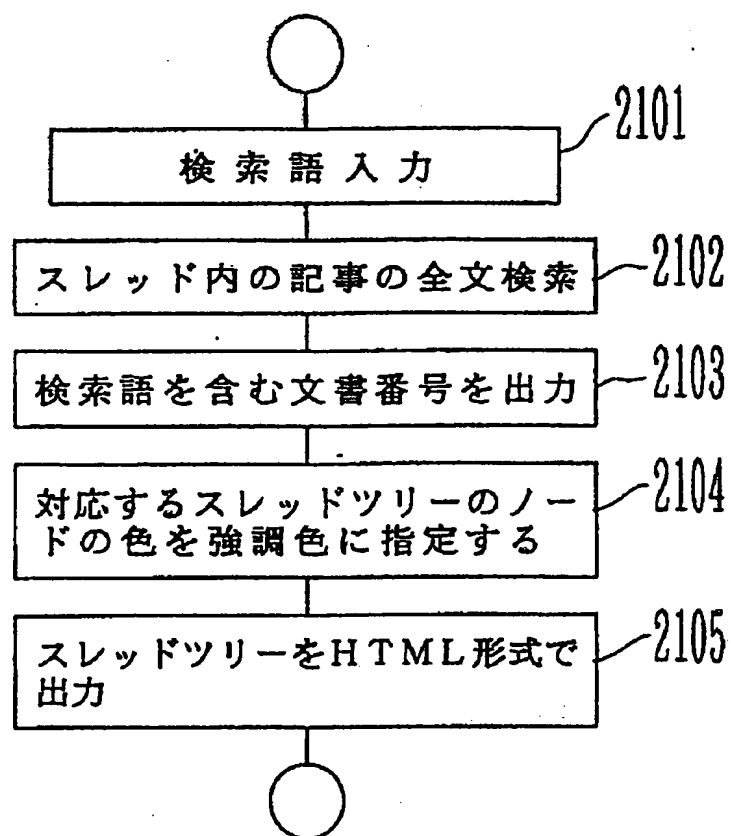 2101
検索語入力
2102
スレッド内の記事の全文検索
2103
検索語を含む文書番号を出力
2104
対応するスレッドツリーのノー
ドの色を強調色に指定する
2105
スレッドツリーをHTML形式で
出力